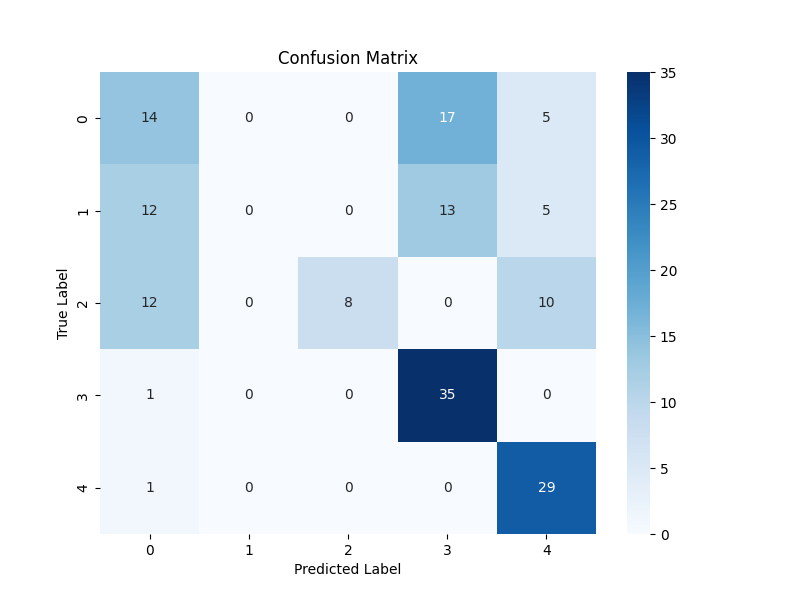 Confusion Matrix
True Label
0 14 0 0 17 5
1 12 0 0 13 5
2 12 0 8 0 10
3 1 0 0 35 0
4 1 0 0 0 29
0 1 2 3 4
Predicted Label
35
30
25
20
15
10
5
0